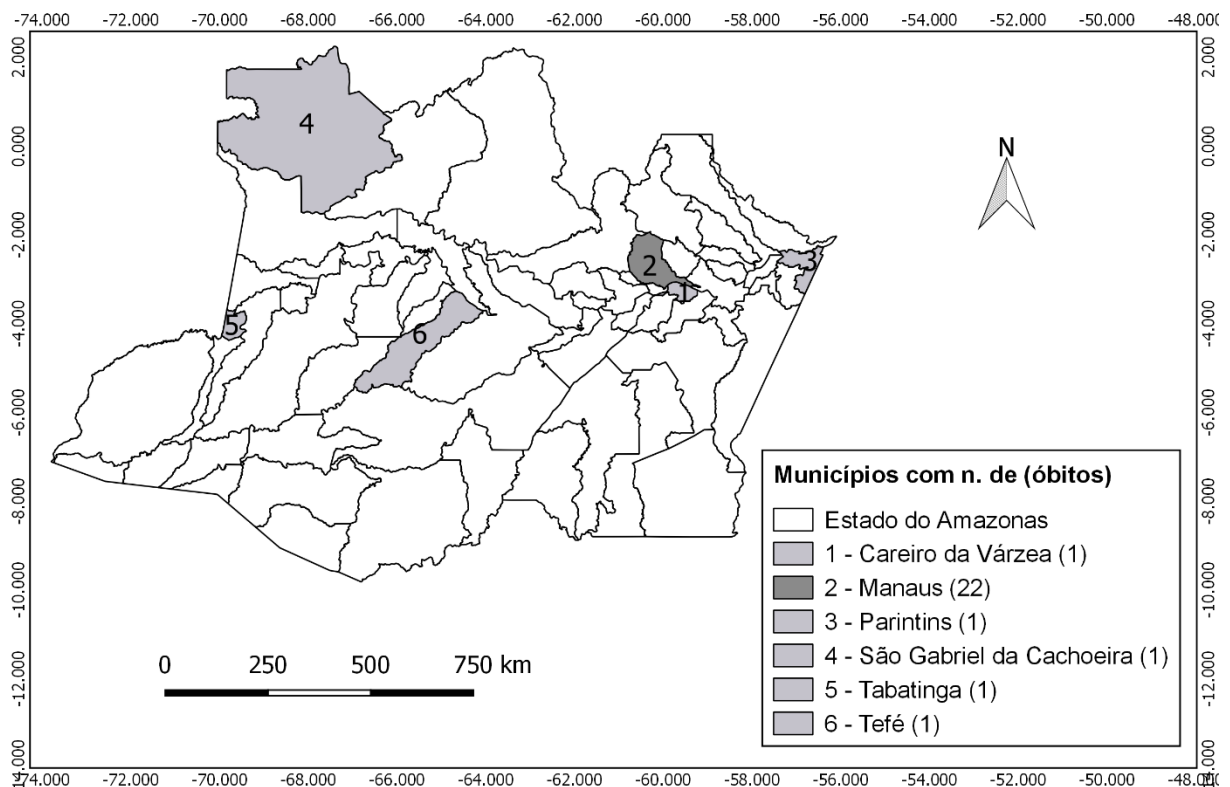 -74.000 -72.000 -70.000 -68.000 -66.000 -64.000 -62.000 -60.000 -58.000 -56.000 -54.000 -52.000 -50.000 -48.000
2.000 2.000
4
N
0.000 0.000
-2.000 -2.000
2 3
1
-4.000 5 6 -4.000
-6.000 -6.000
Municípios com n. de (óbitos)
-8.000 Estado do Amazonas -8.000
1 - Careiro da Várzea (1)
-10.000 2 - Manaus (22) -10.000
3 - Parintins (1)
0 250 500 750 km 4 - São Gabriel da Cachoeira (1)
-12.000 5 - Tabatinga (1) -12.000
6 - Tefé (1)
-74.000 -72.000 -70.000 -68.000 -66.000 -64.000 -62.000 -60.000 -58.000 -56.000 -54.000 -52.000 -50.000